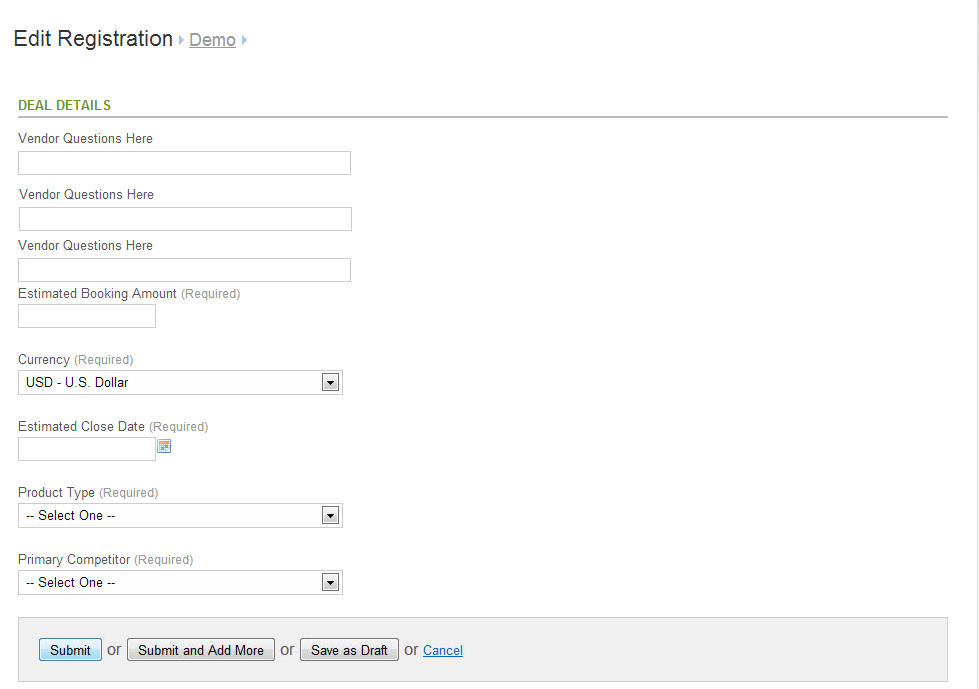 Edit Registration Demo
DEAL DETAILS
Vendor Questions Here
Vendor Questions Here
Vendor Questions Here
Estimated Booking Amount (Required)
Currency (Required)
USD - U.S. Dollar
Estimated Close Date (Required)
Product Type (Required)
-- Select One --
Primary Competitor (Required)
-- Select One --
Submit or Submit and Add More or Save as Draft or Cancel